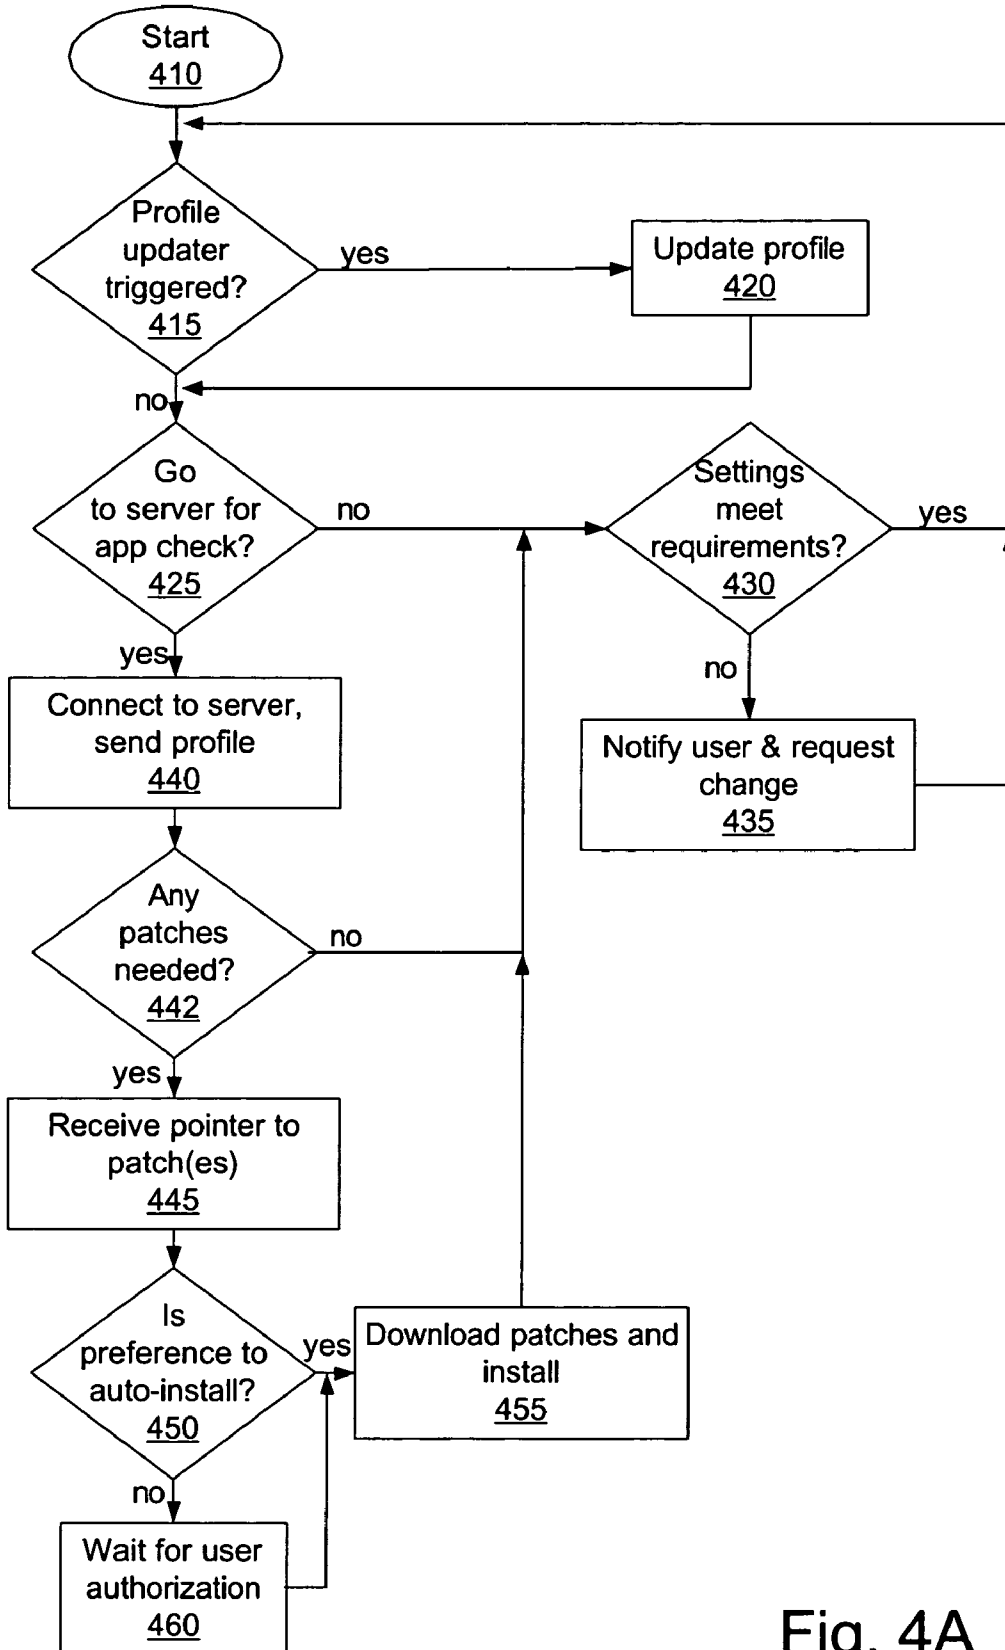 Start
410
Profile
updater
triggered?
415
yes
Update profile
420
no
Go
to server for
app check?
425
no
Settings
meet
requirements?
430
yes
yes
no
Connect to server,
send profile
440
Notify user & request
change
435
Any
patches
needed?
442
no
yes
Receive pointer to
patch(es)
445
Is
preference to
auto-install?
450
yes
Download patches and
install
455
no
Wait for user
authorization
460
Fig. 4A